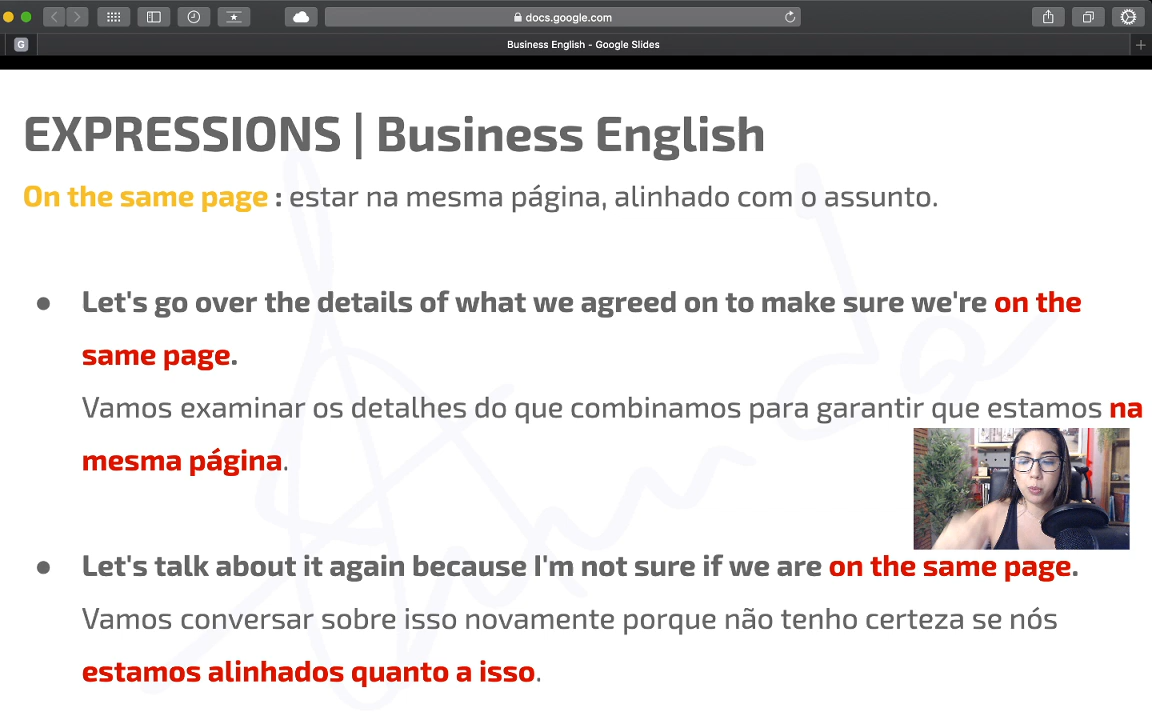 docs.google.com
G
Business English - Google Slides
EXPRESSIONS | Business English
On the same page : estar na mesma página, alinhado com o assunto.
● Let's go over the details of what we agreed on to make sure we're on the
same page.
Vamos examinar os detalhes do que combinamos para garantir que estamos na
mesma página.
● Let's talk about it again because I'm not sure if we are on the same page.
Vamos conversar sobre isso novamente porque não tenho certeza se nós
estamos alinhados quanto a isso.